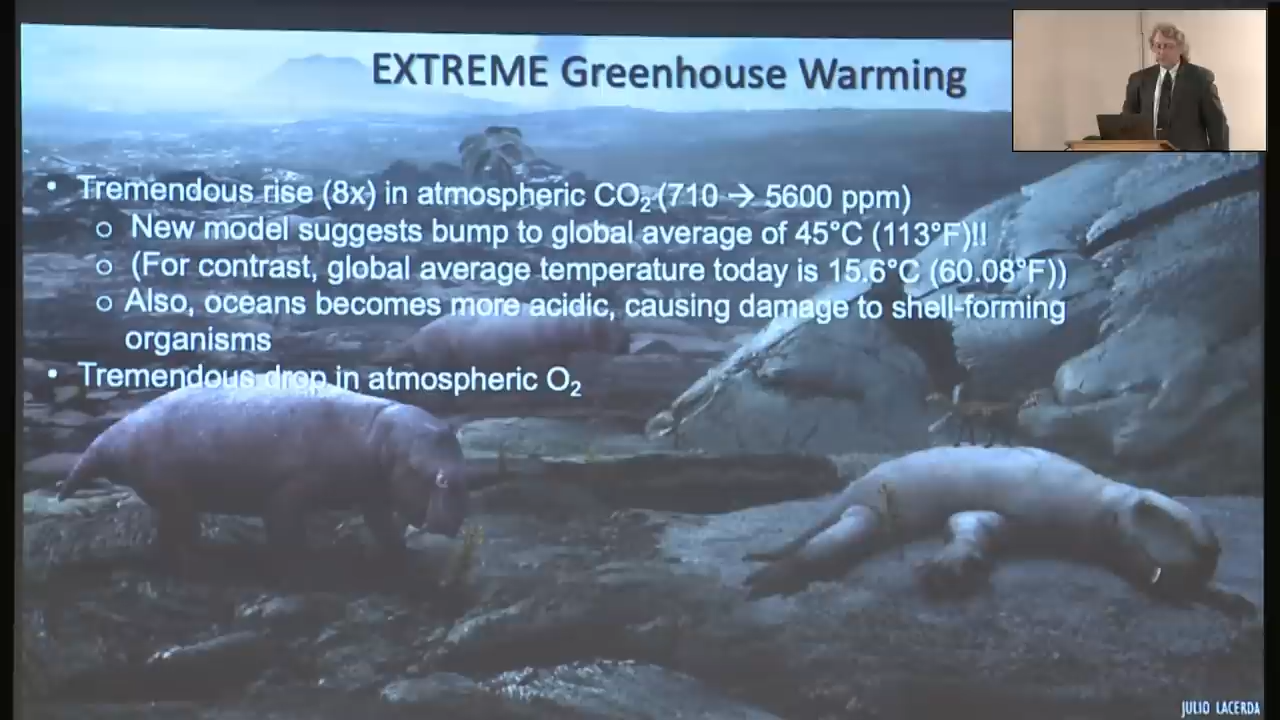 EXTREME Greenhouse Warming
• Tremendous rise (8x) in atmospheric CO₂ (710 → 5600 ppm)
o New model suggests bump to global average of 45°C (113°F)!!
o (For contrast, global average temperature today is 15.6°C (60.08°F))
o Also, oceans becomes more acidic, causing damage to shell-forming
organisms
• Tremendous drop in atmospheric O₂
JULIO LACERDA